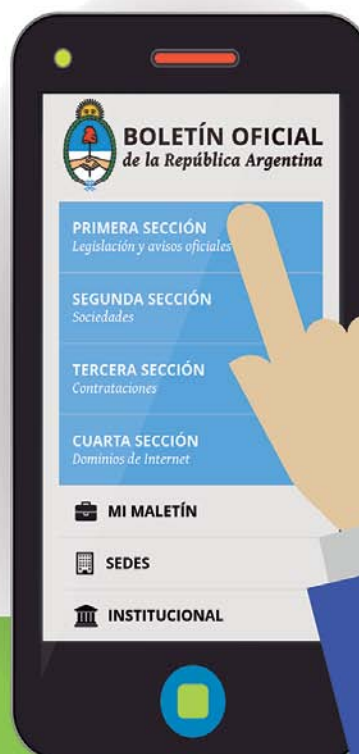 BOLETÍN OFICIAL
de la República Argentina
PRIMERA SECCIÓN
Legislación y avisos oficiales
SEGUNDA SECCIÓN
Sociedades
TERCERA SECCIÓN
Contrataciones
CUARTA SECCIÓN
Dominios de Internet
MI MALETÍN
SEDES
INSTITUCIONAL